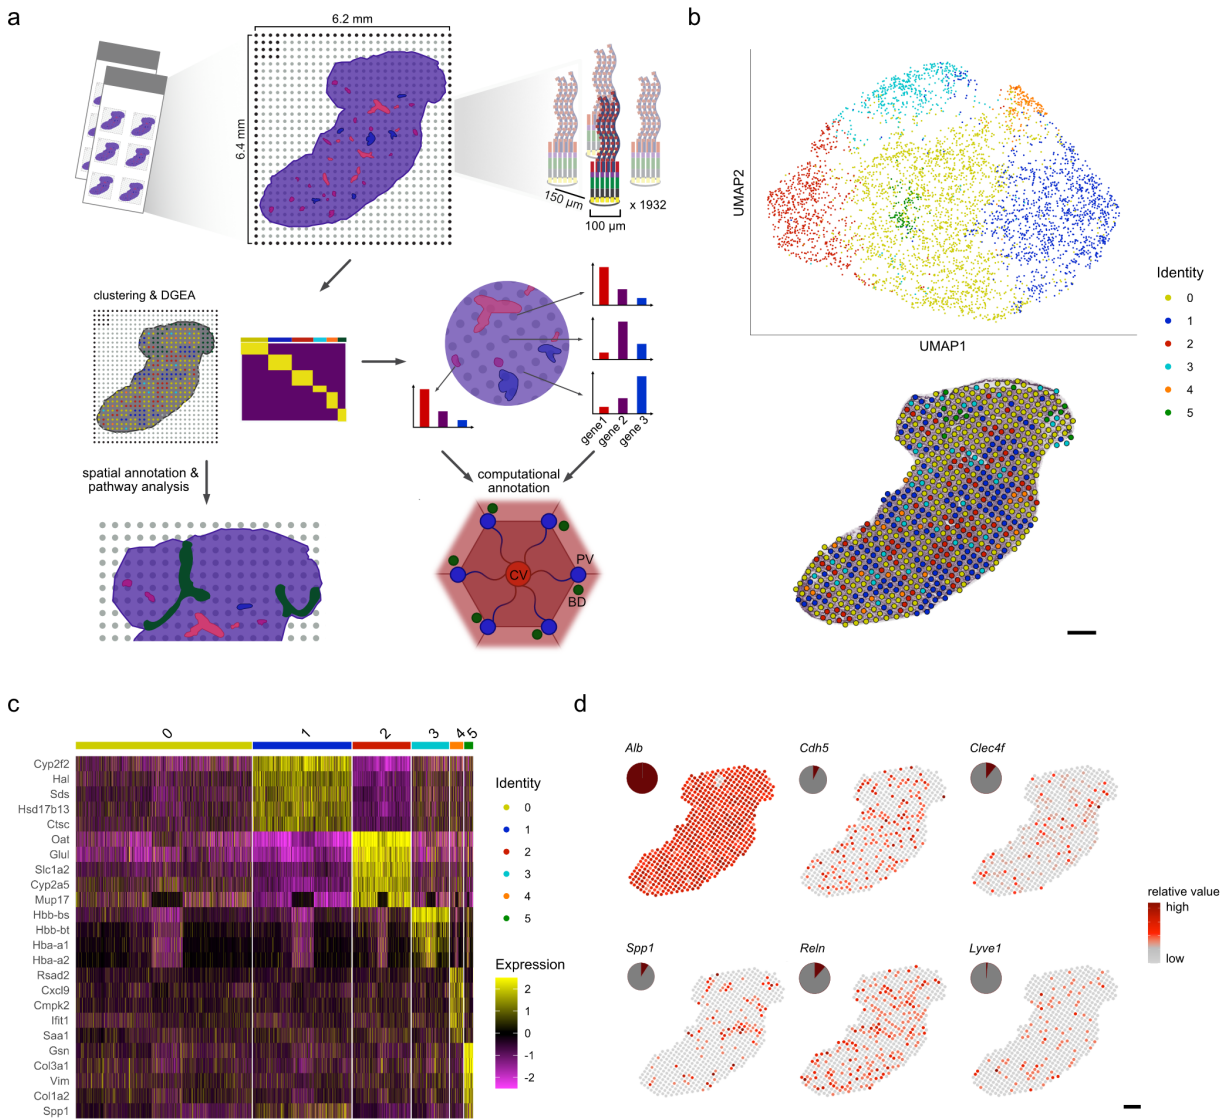 a
6.2 mm
6.4 mm
150 µm
100 µm
x 1932
clustering & DGEA
gene1
gene 2
gene 3
spatial annotation &
pathway analysis
computational
annotation
CV
PV
BD
b
UMAP2
UMAP1
Identity
0
1
2
3
4
5
c
0
1
2
3
4
5
Cyp2f2
Hal
Sds
Hsd17b13
Ctsc
Oat
Glul
Slc1a2
Cyp2a5
Mup17
Hbb-bs
Hbb-bt
Hba-a1
Hba-a2
Rsad2
Cxcl9
Cmpk2
Ifit1
Saa1
Gsn
Col3a1
Vim
Col1a2
Spp1
Identity
0
1
2
3
4
5
Expression
2
1
0
-1
-2
d
Alb
Cdh5
Clec4f
Spp1
Reln
Lyve1
relative value
high
low